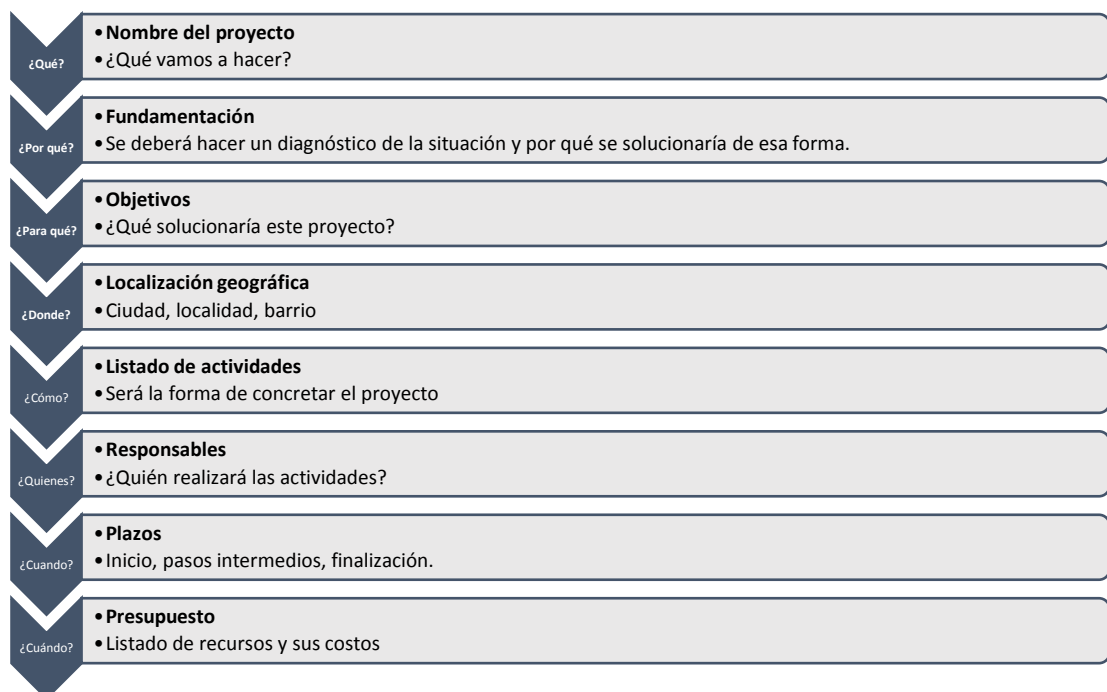 ¿Qué?
• Nombre del proyecto
• ¿Qué vamos a hacer?
¿Por qué?
• Fundamentación
• Se deberá hacer un diagnóstico de la situación y por qué se solucionaría de esa forma.
¿Para qué?
• Objetivos
• ¿Qué solucionaría este proyecto?
¿Donde?
• Localización geográfica
• Ciudad, localidad, barrio
¿Cómo?
• Listado de actividades
• Será la forma de concretar el proyecto
¿Quienes?
• Responsables
• ¿Quién realizará las actividades?
¿Cuando?
• Plazos
• Inicio, pasos intermedios, finalización.
¿Cuándo?
• Presupuesto
• Listado de recursos y sus costos